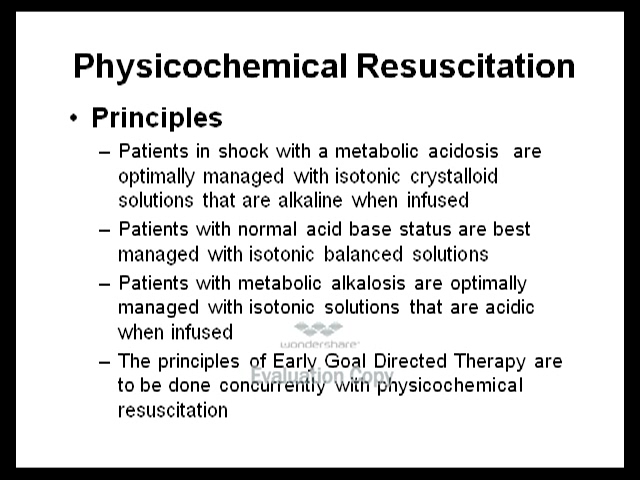 Physicochemical Resuscitation
• Principles
– Patients in shock with a metabolic acidosis are
optimally managed with isotonic crystalloid
solutions that are alkaline when infused
– Patients with normal acid base status are best
managed with isotonic balanced solutions
– Patients with metabolic alkalosis are optimally
managed with isotonic solutions that are acidic
when infused
wondershare
– The principles of Early Goal Directed Therapy are
Evaluation Copy
to be done concurrently with physicochemical
resuscitation